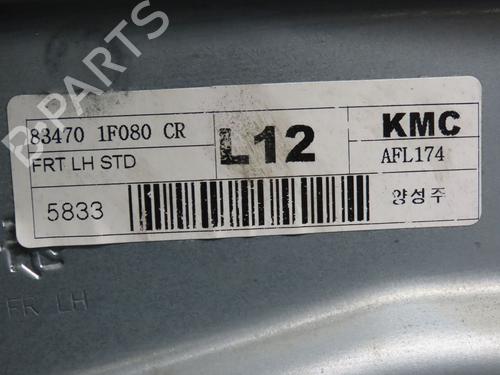 83470 1F080 CR
FRT LH STD
5833
L12
KMC
AFL174
양성주
FR LH
B-PARTS